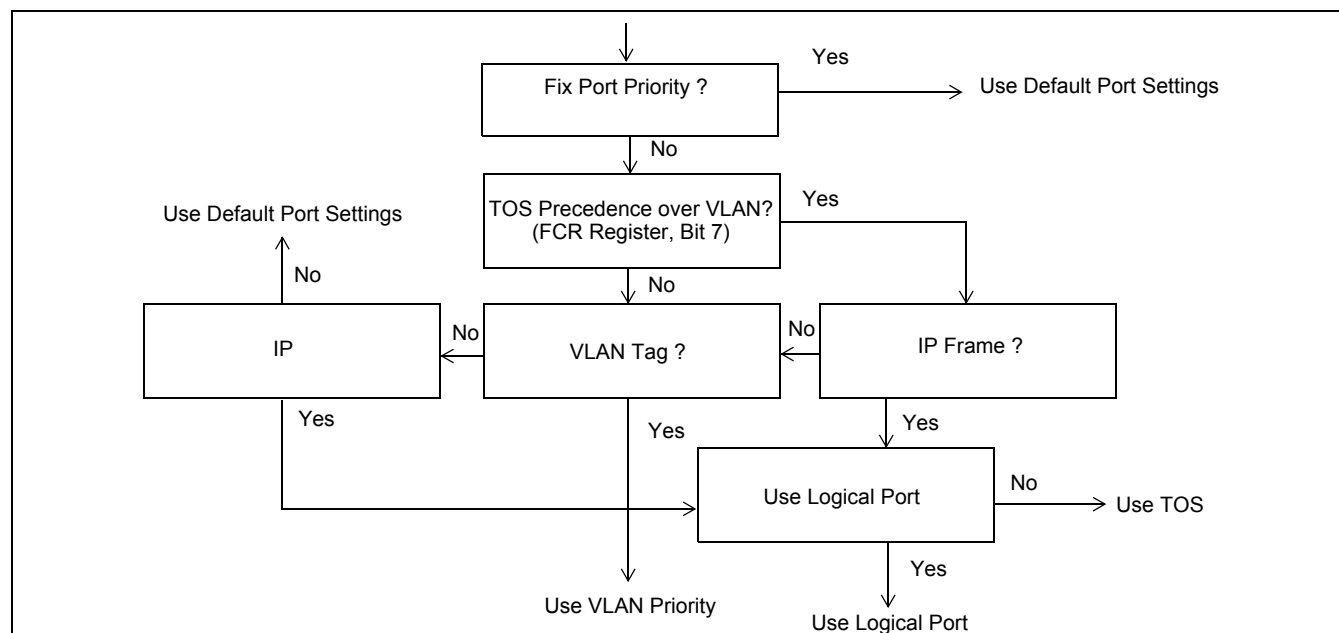 Yes
Fix Port Priority ?
Use Default Port Settings
No
TOS Precedence over VLAN?
(FCR Register, Bit 7)
Yes
Use Default Port Settings
No
No
IP
No
VLAN Tag ?
No
IP Frame ?
Yes
Yes
Yes
Use Logical Port
No
Use TOS
Yes
Use VLAN Priority
Use Logical Port